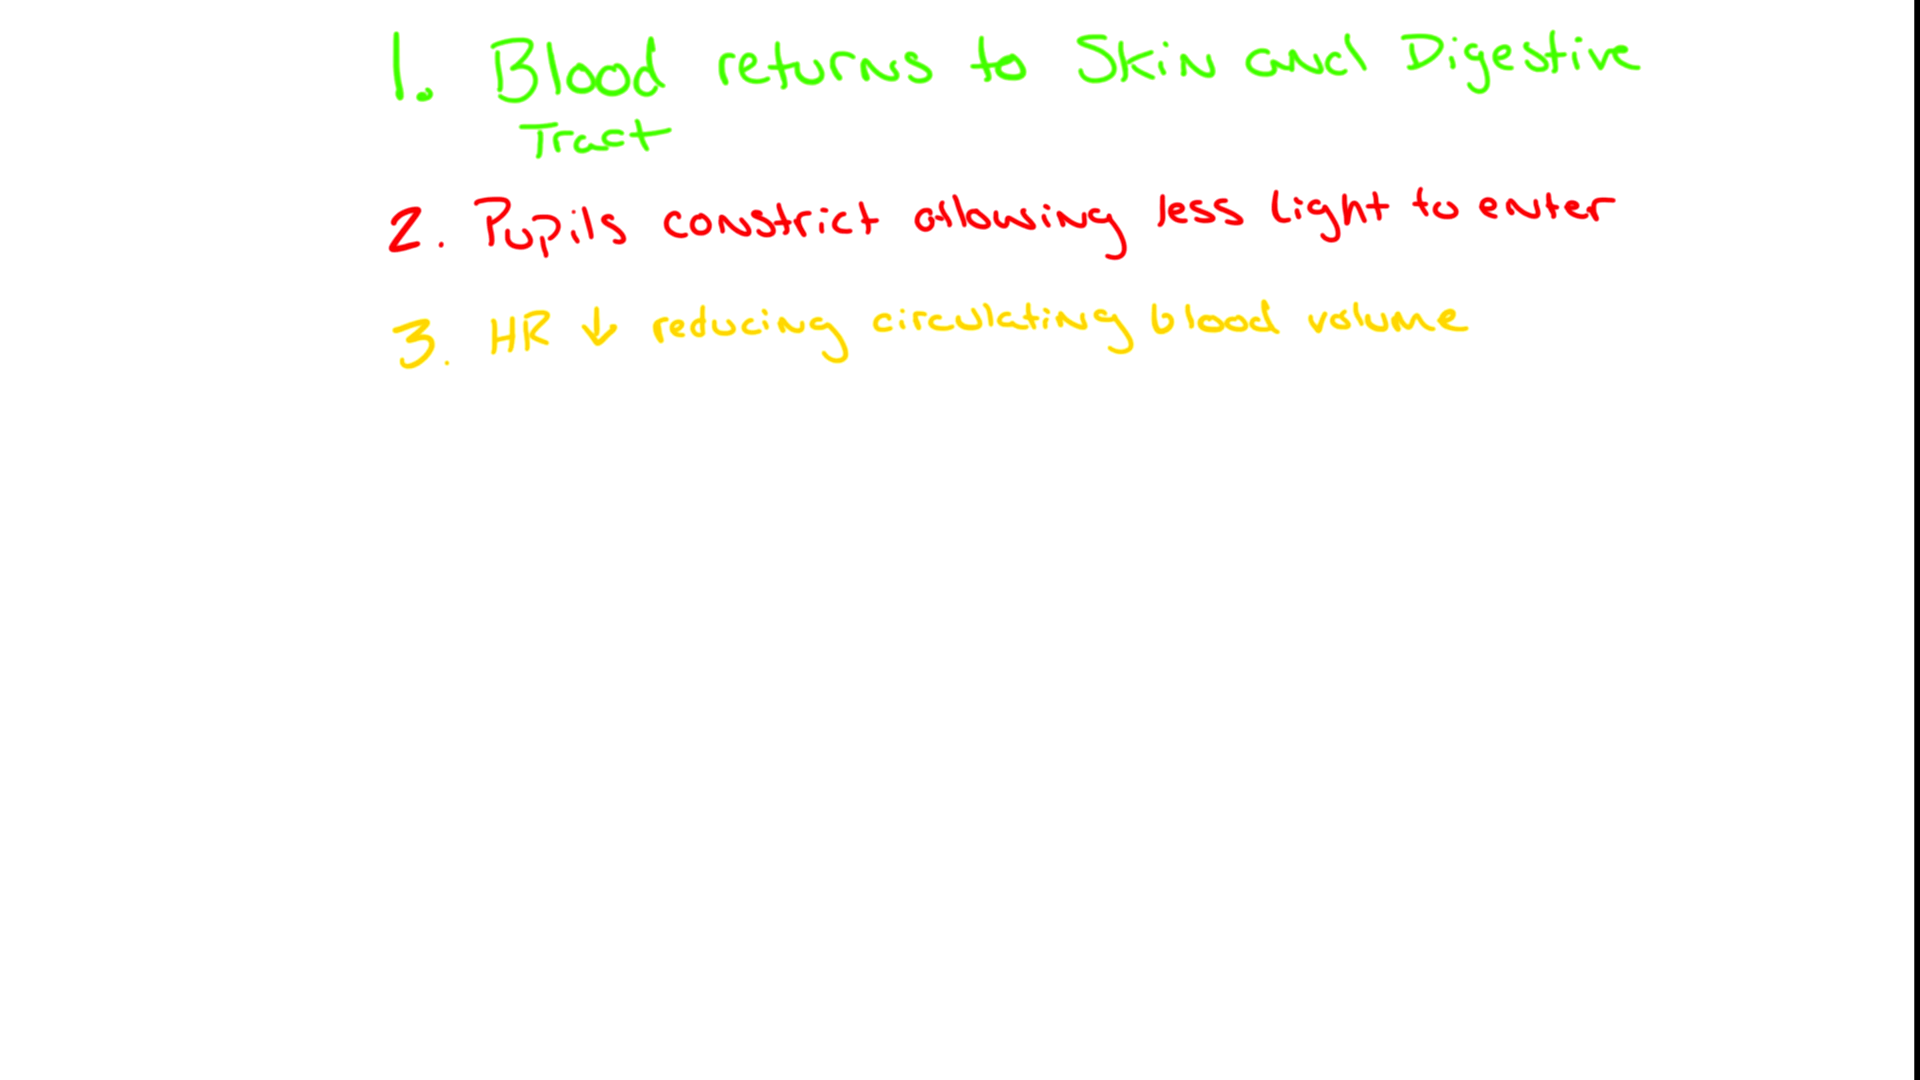 1. Blood returns to Skin and Digestive
Tract
2. Pupils constrict allowing less light to enter
3. HR ↓ reducing circulating blood volume